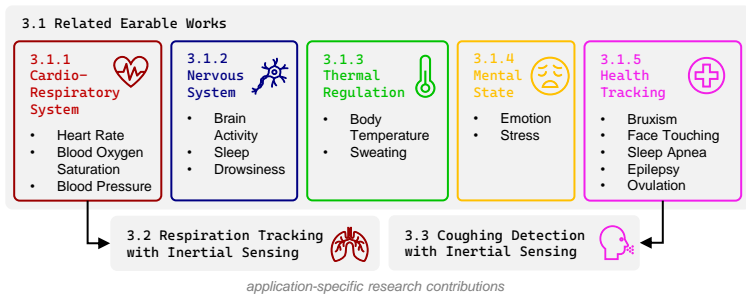 3.1 Related Earable Works
3.1.1
Cardio-
Respiratory
System
• Heart Rate
• Blood Oxygen
Saturation
• Blood Pressure
3.1.2
Nervous
System
• Brain
Activity
• Sleep
• Drowsiness
3.1.3
Thermal
Regulation
• Body
Temperature
• Sweating
3.1.4
Mental
State
• Emotion
• Stress
3.1.5
Health
Tracking
• Bruxism
• Face Touching
• Sleep Apnea
• Epilepsy
• Ovulation
3.2 Respiration Tracking
with Inertial Sensing
3.3 Coughing Detection
with Inertial Sensing
application-specific research contributions